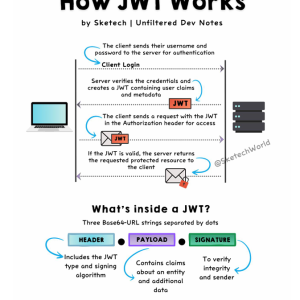 How JWT Works
by Sketech | Unfiltered Dev Notes
The client sends their username and
password to the server for authentication
Client Login
Server verifies the credentials and
creates a JWT containing user claims
and metadata
JWT
The client sends a request with the JWT
in the Authorization header for access
JWT
If the JWT is valid, the server returns
the requested protected resource to
the client
@SketechWorld
What's inside a JWT?
Three Base64-URL strings separated by dots
HEADER
PAYLOAD
SIGNATURE
Includes the JWT
type and signing
algorithm
Contains claims
about an entity
and additional
data
To verify
integrity
and sender